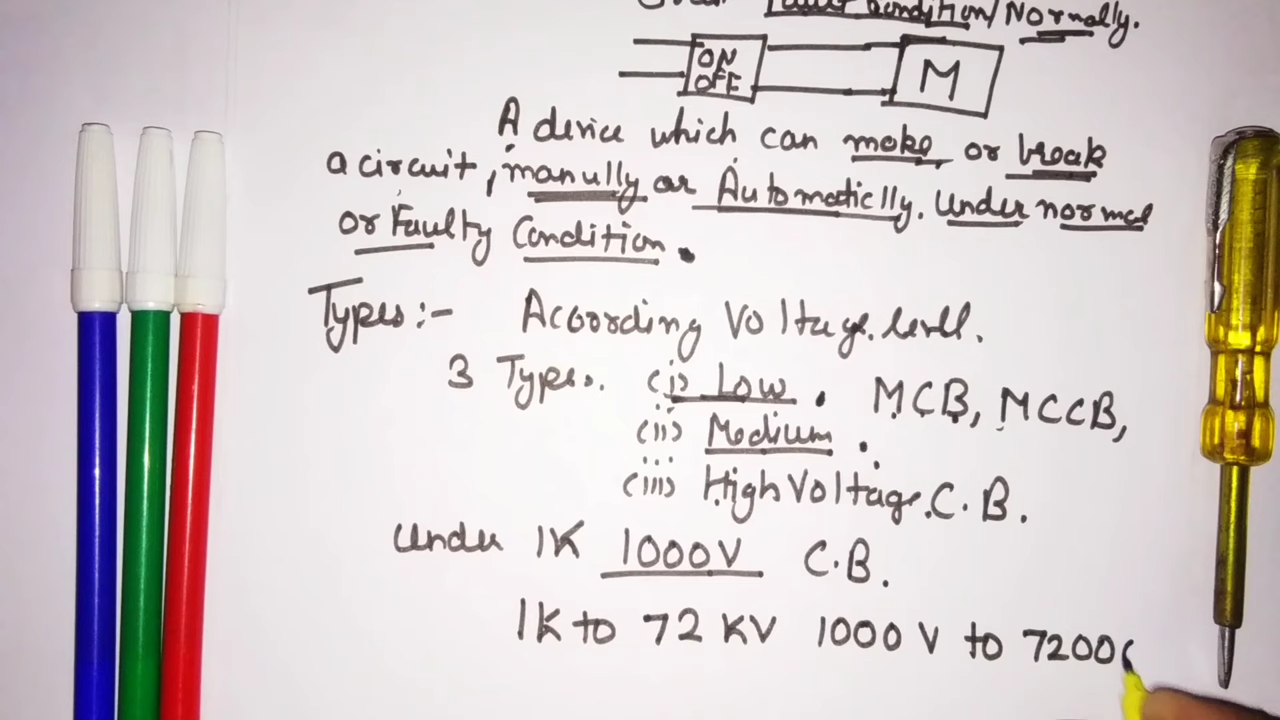 Condition/Normally.
ON
OFF
M
A device which can make or break
a circuit, manully or Automatically. Under normal
or Faulty Condition.
Types:- According Voltage level.
3 Types. (i) Low. MCB, MCCB,
(ii) Medium.
(iii) High Voltage.C.B.
Under 1K 1000V C.B.
1K to 72 KV 1000 V to 7200